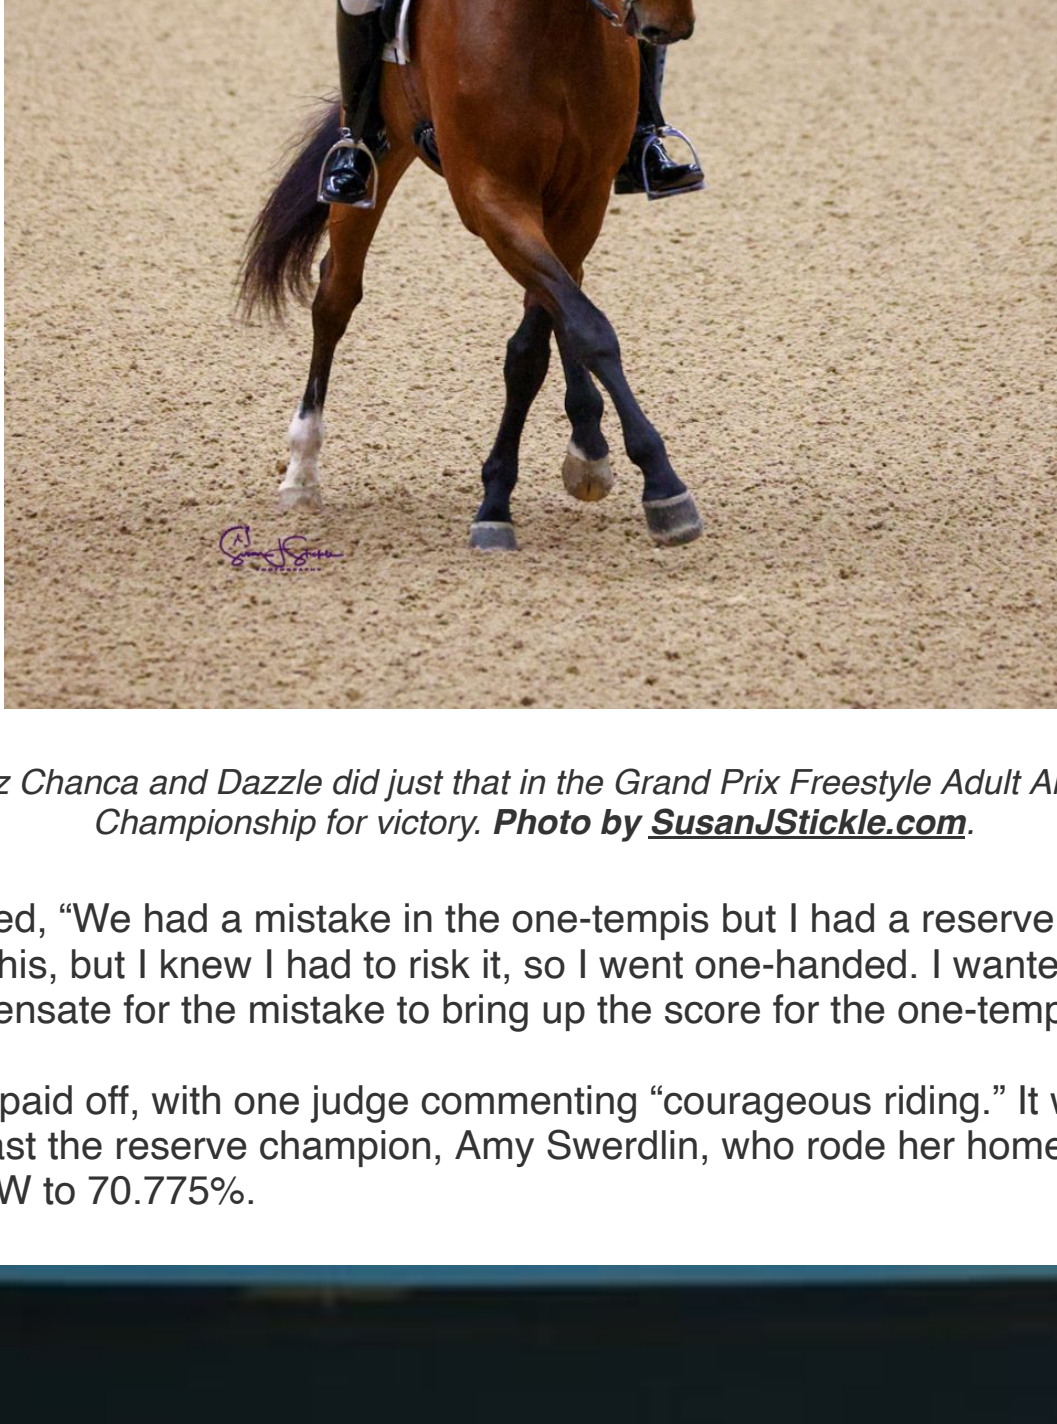 Susan J Stickle
PHOTOGRAPHY
z Chanca and Dazzle did just that in the Grand Prix Freestyle Adult
Championship for victory. Photo by SusanJStickle.com.
ed, “We had a mistake in the one-tempis but I had a reserve
his, but I knew I had to risk it, so I went one-handed. I wante
ensate for the mistake to bring up the score for the one-temp
paid off, with one judge commenting “courageous riding.” It
ast the reserve champion, Amy Swerdlin, who rode her home
W to 70.775%.